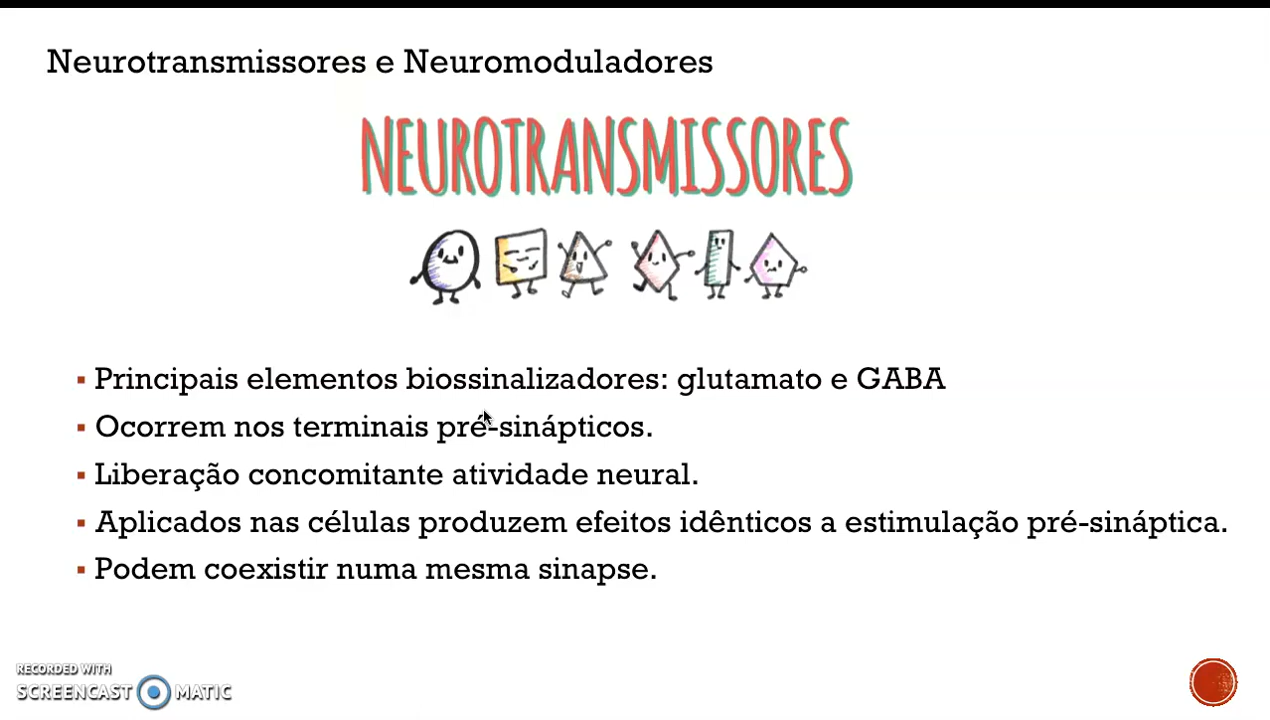 Neurotransmissores e Neuromoduladores
NEUROTRANSMISSORES
Principais elementos biossinalizadores: glutamato e GABA
Ocorrem nos terminais pré-sinápticos.
Liberação concomitante atividade neural.
Aplicados nas células produzem efeitos idênticos a estimulação pré-sináptica.
Podem coexistir numa mesma sinapse.
RECORDED WITH
SCREENCAST MATIC